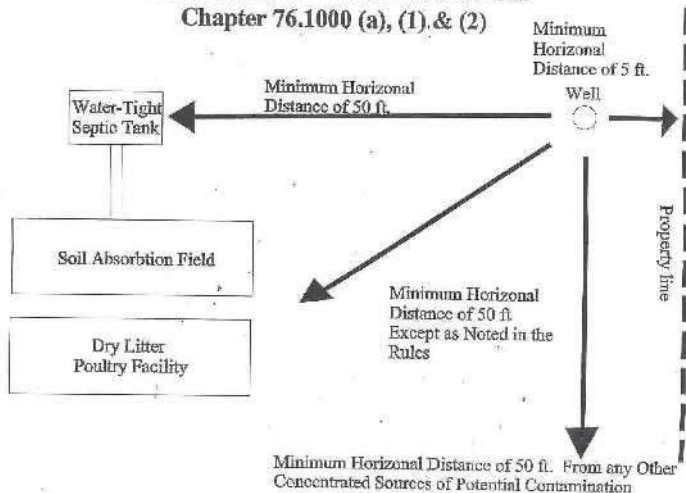 Chapter 76.1000 (a), (1) & (2)
Minimum
Horizonal
Distance of 5 ft.
Well
Minimum Horizonal
Distance of 50 ft.
Water-Tight
Septic Tank
Property line
Soil Absorbtion Field
Minimum Horizonal
Distance of 50 ft
Except as Noted in the
Rules
Dry Litter
Poultry Facility
Minimum Horizonal Distance of 50 ft. From any Other
Concentrated Sources of Potential Contamination